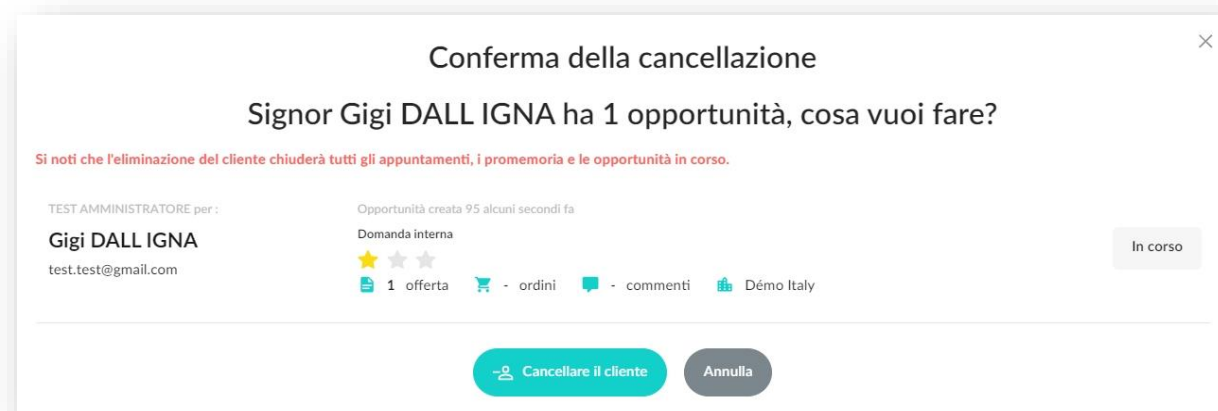 Conferma della cancellazione
Signor Gigi DALL IGNA ha 1 opportunità, cosa vuoi fare?
Si noti che l'eliminazione del cliente chiuderà tutti gli appuntamenti, i promemoria e le opportunità in corso.
TEST AMMINISTRATORE per :
Gigi DALL IGNA
test.test@gmail.com
Opportunità creata 95 alcuni secondi fa
Domanda interna
1 offerta - ordini - commenti Démo Italy
In corso
Cancellare il cliente Annulla